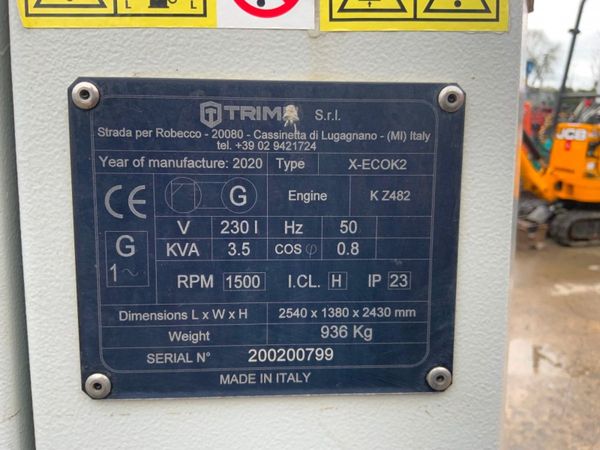 L L
TRIME S.r.l.
Strada per Robecco - 20080 - Cassinetta di Lugagnano - (MI) Italy
tel. +39 02 9421724
Year of manufacture: 2020 Type X-ECOK2
CE G Engine K Z482
V 230 I Hz 50
G 1~ KVA 3.5 COS φ 0.8
RPM 1500 I.CL. H IP 23
Dimensions L x W x H 2540 x 1380 x 2430 mm
Weight 936 Kg
SERIAL N° 200200799
MADE IN ITALY
JCB